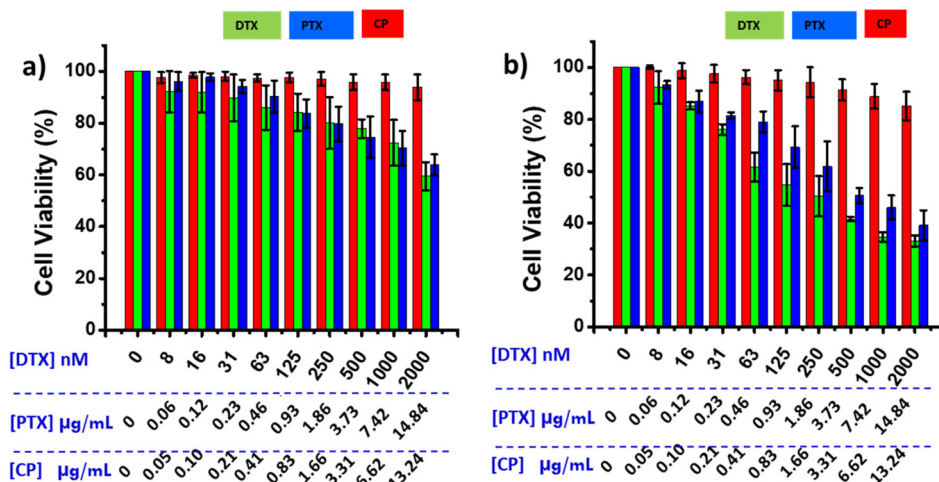 DTX PTX CP
a)
Cell Viability (%)
100
80
60
40
20
0
[DTX] nM 0 8 16 31 63 125 250 500 1000 2000
[PTX] µg/mL 0 0.06 0.12 0.23 0.46 0.93 1.86 3.73 7.42 14.84
[CP] µg/mL 0 0.05 0.10 0.21 0.41 0.83 1.66 3.31 6.62 13.24
DTX PTX CP
b)
Cell Viability (%)
100
80
60
40
20
0
[DTX] nM 0 8 16 31 63 125 250 500 1000 2000
[PTX] µg/mL 0 0.06 0.12 0.23 0.46 0.93 1.86 3.73 7.42 14.84
[CP] µg/mL 0 0.05 0.10 0.21 0.41 0.83 1.66 3.31 6.62 13.24